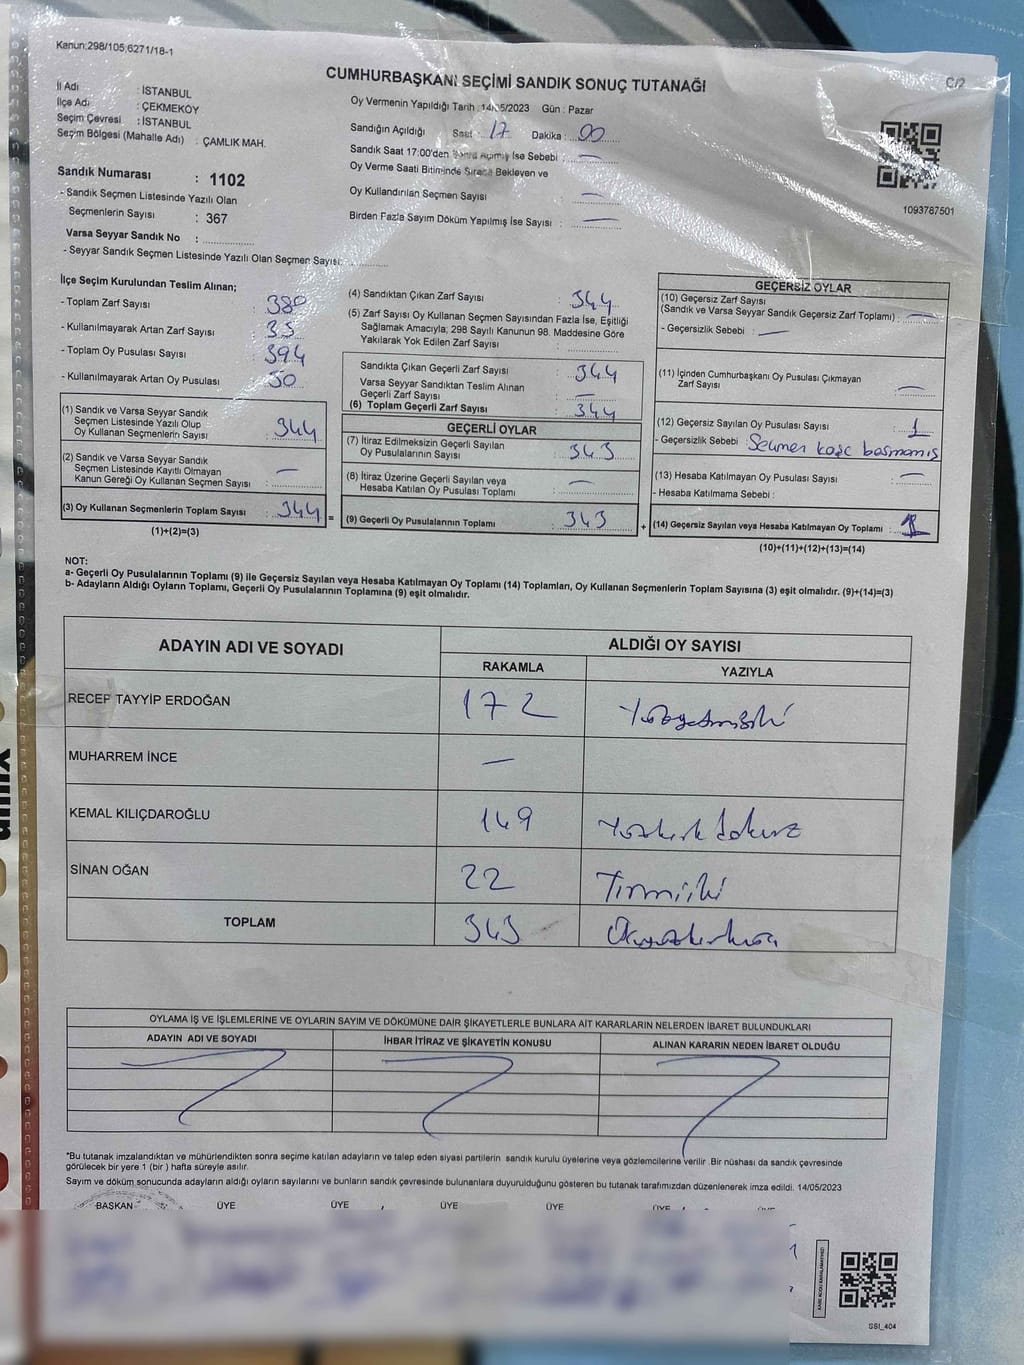 Kanun:298/105;6271/18-1
C/2
CUMHURBAŞKANI SEÇİMİ SANDIK SONUÇ TUTANAĞI
İl Adı : İSTANBUL
İlçe Adı : ÇEKMEKÖY
Seçim Çevresi : İSTANBUL
Seçim Bölgesi (Mahalle Adı) : ÇAMLIK MAH.
Sandık Numarası : 1102
- Sandık Seçmen Listesinde Yazılı Olan
Seçmenlerin Sayısı : 367
Varsa Seyyar Sandık No :
- Seyyar Sandık Seçmen Listesinde Yazılı Olan Seçmen Sayısı:
Oy Vermenin Yapıldığı Tarih :14/05/2023 Gün : Pazar
Sandığın Açıldığı Saat : 17 Dakika : 00
Sandık Saat 17:00'den Sonra Açılmış İse Sebebi : —
Oy Verme Saati Bitiminde Sırada Bekleyen ve
Oy Kullandırılan Seçmen Sayısı : —
Birden Fazla Sayım Döküm Yapılmış İse Sayısı : —
1093787501
İlçe Seçim Kurulundan Teslim Alınan;
- Toplam Zarf Sayısı : 380
- Kullanılmayarak Artan Zarf Sayısı : 35
- Toplam Oy Pusulası Sayısı : 394
- Kullanılmayarak Artan Oy Pusulası : 50
(1) Sandık ve Varsa Seyyar Sandık
Seçmen Listesinde Yazılı Olup
Oy Kullanan Seçmenlerin Sayısı : 344
(2) Sandık ve Varsa Seyyar Sandık
Seçmen Listesinde Kayıtlı Olmayan
Kanun Gereği Oy Kullanan Seçmen Sayısı : —
(3) Oy Kullanan Seçmenlerin Toplam Sayısı : 344 =
(1)+(2)=(3)
(4) Sandıktan Çıkan Zarf Sayısı : 344
(5) Zarf Sayısı Oy Kullanan Seçmen Sayısından Fazla İse, Eşitliği
Sağlamak Amacıyla; 298 Sayılı Kanunun 98. Maddesine Göre
Yakılarak Yok Edilen Zarf Sayısı :
Sandıkta Çıkan Geçerli Zarf Sayısı : 344
Varsa Seyyar Sandıktan Teslim Alınan
Geçerli Zarf Sayısı : —
(6) Toplam Geçerli Zarf Sayısı : 344
GEÇERLİ OYLAR
(7) İtiraz Edilmeksizin Geçerli Sayılan
Oy Pusulalarının Sayısı : 343
(8) İtiraz Üzerine Geçerli Sayılan veya
Hesaba Katılan Oy Pusulası Toplamı : —
(9) Geçerli Oy Pusulalarının Toplamı : 343 +
GEÇERSİZ OYLAR
(10) Geçersiz Zarf Sayısı
(Sandık ve Varsa Seyyar Sandık Geçersiz Zarf Toplamı) : —
- Geçersizlik Sebebi : —
(11) İçinden Cumhurbaşkanı Oy Pusulası Çıkmayan
Zarf Sayısı : —
(12) Geçersiz Sayılan Oy Pusulası Sayısı : 1
- Geçersizlik Sebebi : Seçmen kaşe basmamış
(13) Hesaba Katılmayan Oy Pusulası Sayısı : —
- Hesaba Katılmama Sebebi :
(14) Geçersiz Sayılan veya Hesaba Katılmayan Oy Toplamı : 1
(10)+(11)+(12)+(13)=(14)
NOT:
a- Geçerli Oy Pusulalarının Toplamı (9) ile Geçersiz Sayılan veya Hesaba Katılmayan Oy Toplamı (14) Toplamları, Oy Kullanan Seçmenlerin Toplam Sayısına (3) eşit olmalıdır. (9)+(14)=(3)
b- Adayların Aldığı Oyların Toplamı, Geçerli Oy Pusulalarının Toplamına (9) eşit olmalıdır.
ADAYIN ADI VE SOYADI
ALDIĞI OY SAYISI
RAKAMLA YAZIYLA
RECEP TAYYİP ERDOĞAN 172 Yüzyetmişiki
MUHARREM İNCE —
KEMAL KILIÇDAROĞLU 149 Yüzkırk dokuz
SİNAN OĞAN 22 Yirmiiki
TOPLAM 343 Üçyüzkırküç
OYLAMA İŞ VE İŞLEMLERİNE VE OYLARIN SAYIM VE DÖKÜMÜNE DAİR ŞİKAYETLERLE BUNLARA AİT KARARLARIN NELERDEN İBARET BULUNDUKLARI
ADAYIN ADI VE SOYADI İHBAR İTİRAZ VE ŞİKAYETİN KONUSU ALINAN KARARIN NEDEN İBARET OLDUĞU
*Bu tutanak imzalandıktan ve mühürlendikten sonra seçime katılan adayların ve talep eden siyasi partilerin sandık kurulu üyelerine veya gözlemcilerine verilir .Bir nüshası da sandık çevresinde
görülecek bir yere 1 (bir ) hafta süreyle asılır.
Sayım ve döküm sonucunda adayların aldığı oyların sayılarını ve bunların sandık çevresinde bulunanlara duyurulduğunu gösteren bu tutanak tarafımızdan düzenlenerek imza edildi. 14/05/2023
BAŞKAN ÜYE ÜYE ÜYE ÜYE ÜYE ÜYE
SSI_404